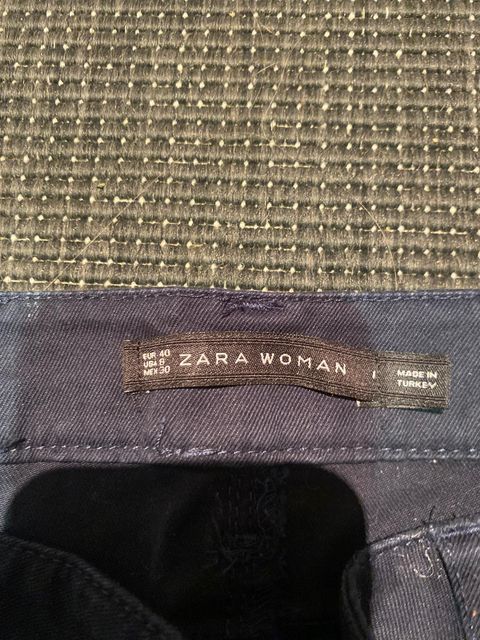 EUR 40
USA 8
MEX 30
ZARA WOMAN
MADE IN
TURKEY